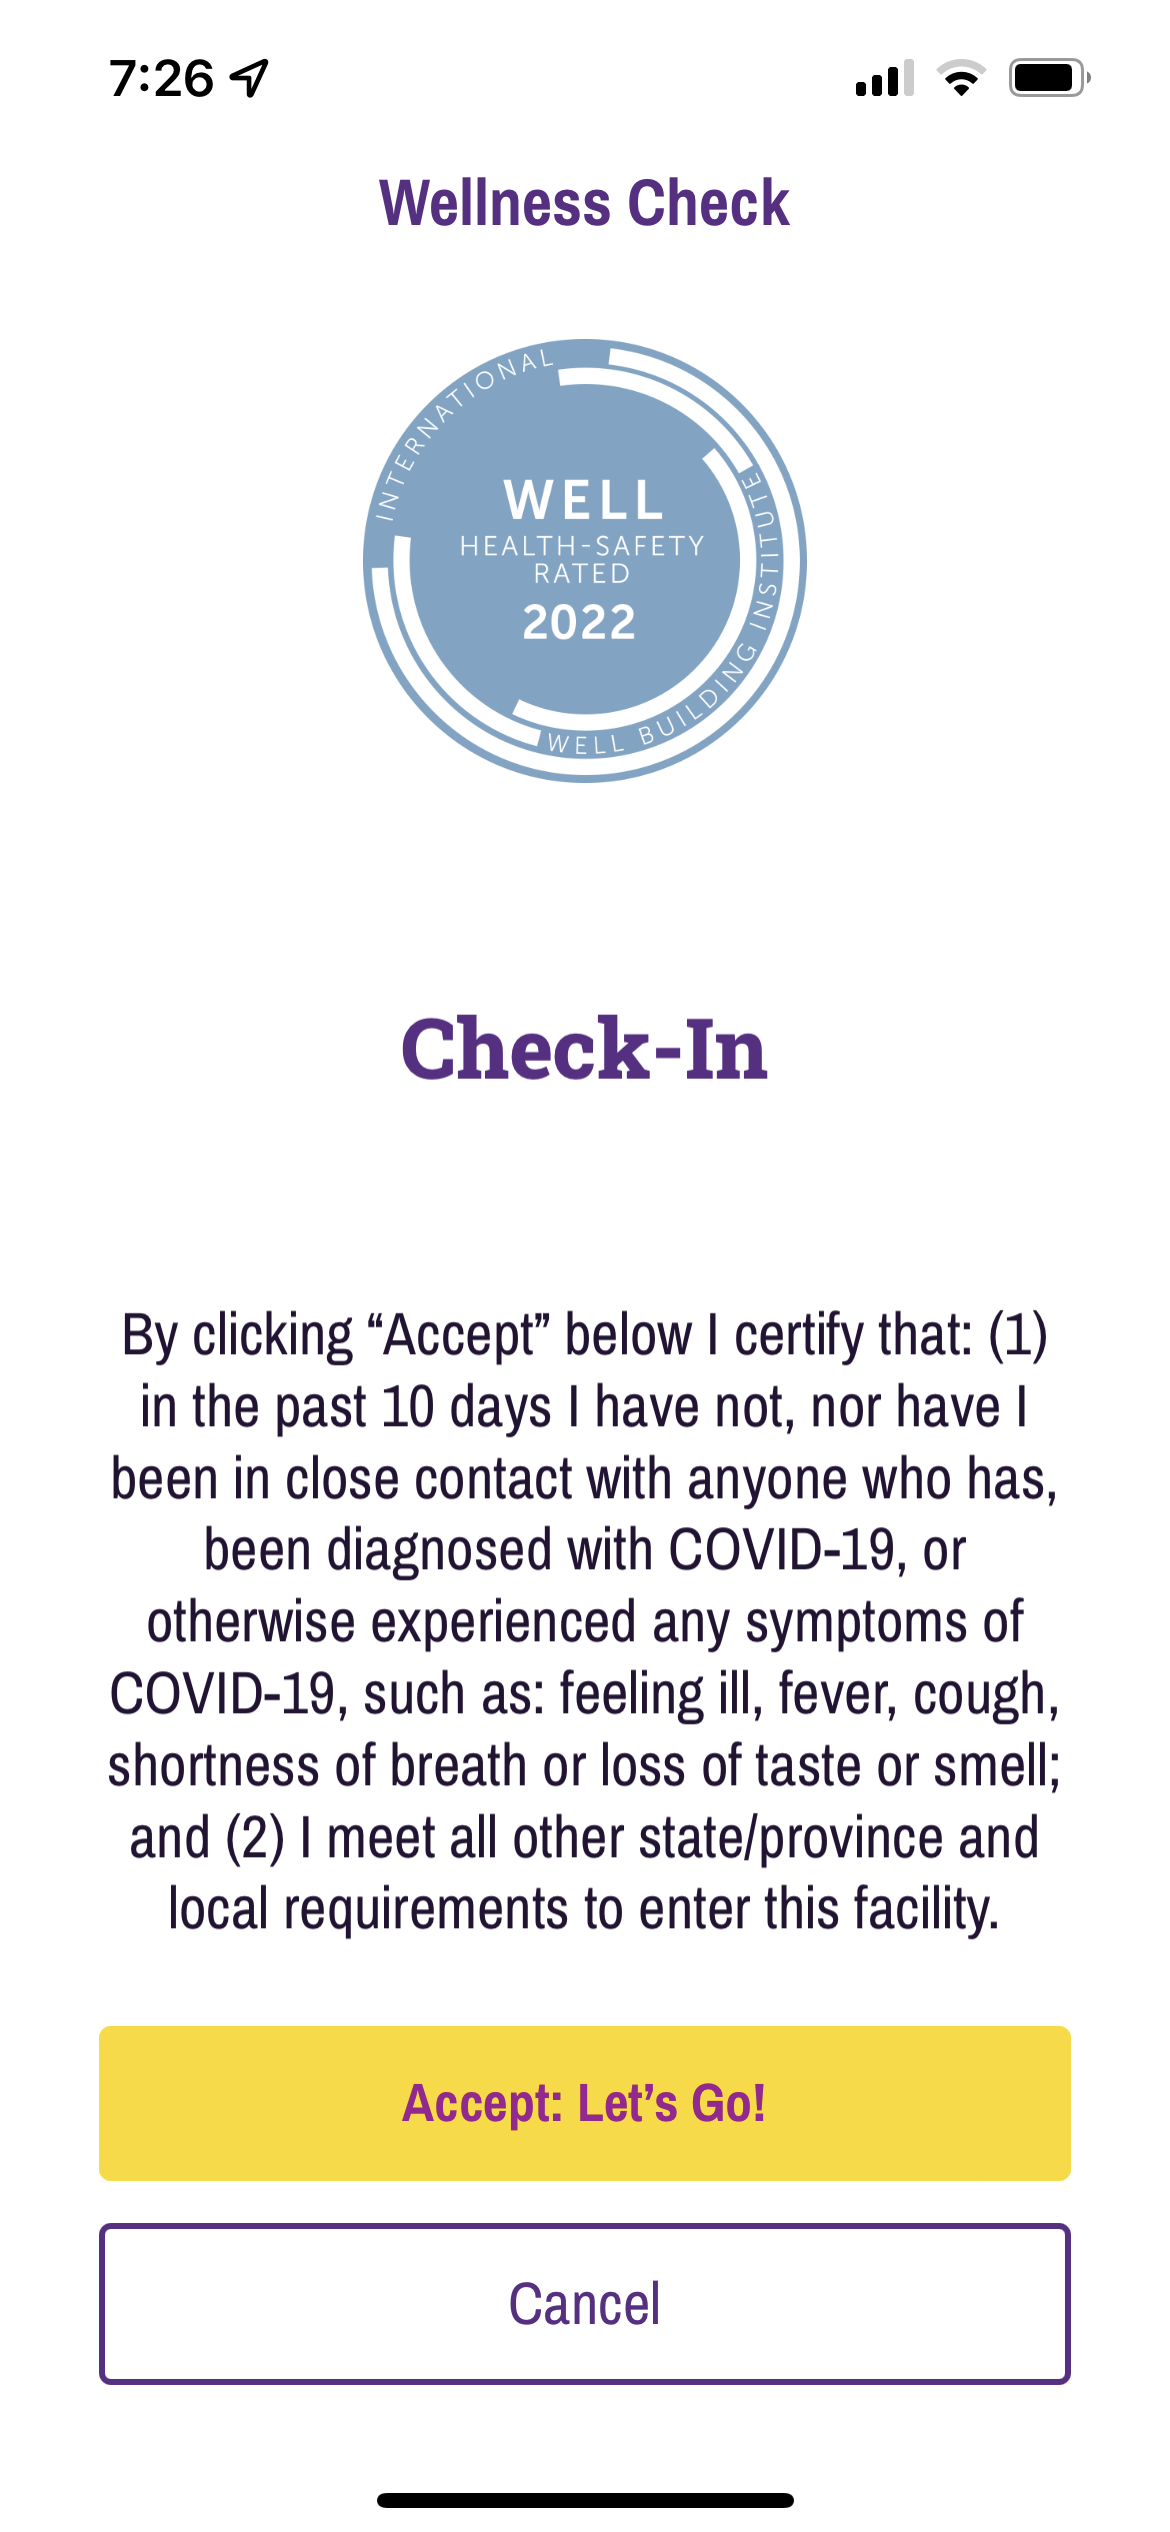 7:26
Wellness Check
INTERNATIONAL
WELL
HEALTH-SAFETY
RATED
2022
WELL BUILDING INSTITUTE
Check-In
By clicking “Accept” below I certify that: (1)
in the past 10 days I have not, nor have I
been in close contact with anyone who has,
been diagnosed with COVID-19, or
otherwise experienced any symptoms of
COVID-19, such as: feeling ill, fever, cough,
shortness of breath or loss of taste or smell;
and (2) I meet all other state/province and
local requirements to enter this facility.
Accept: Let’s Go!
Cancel